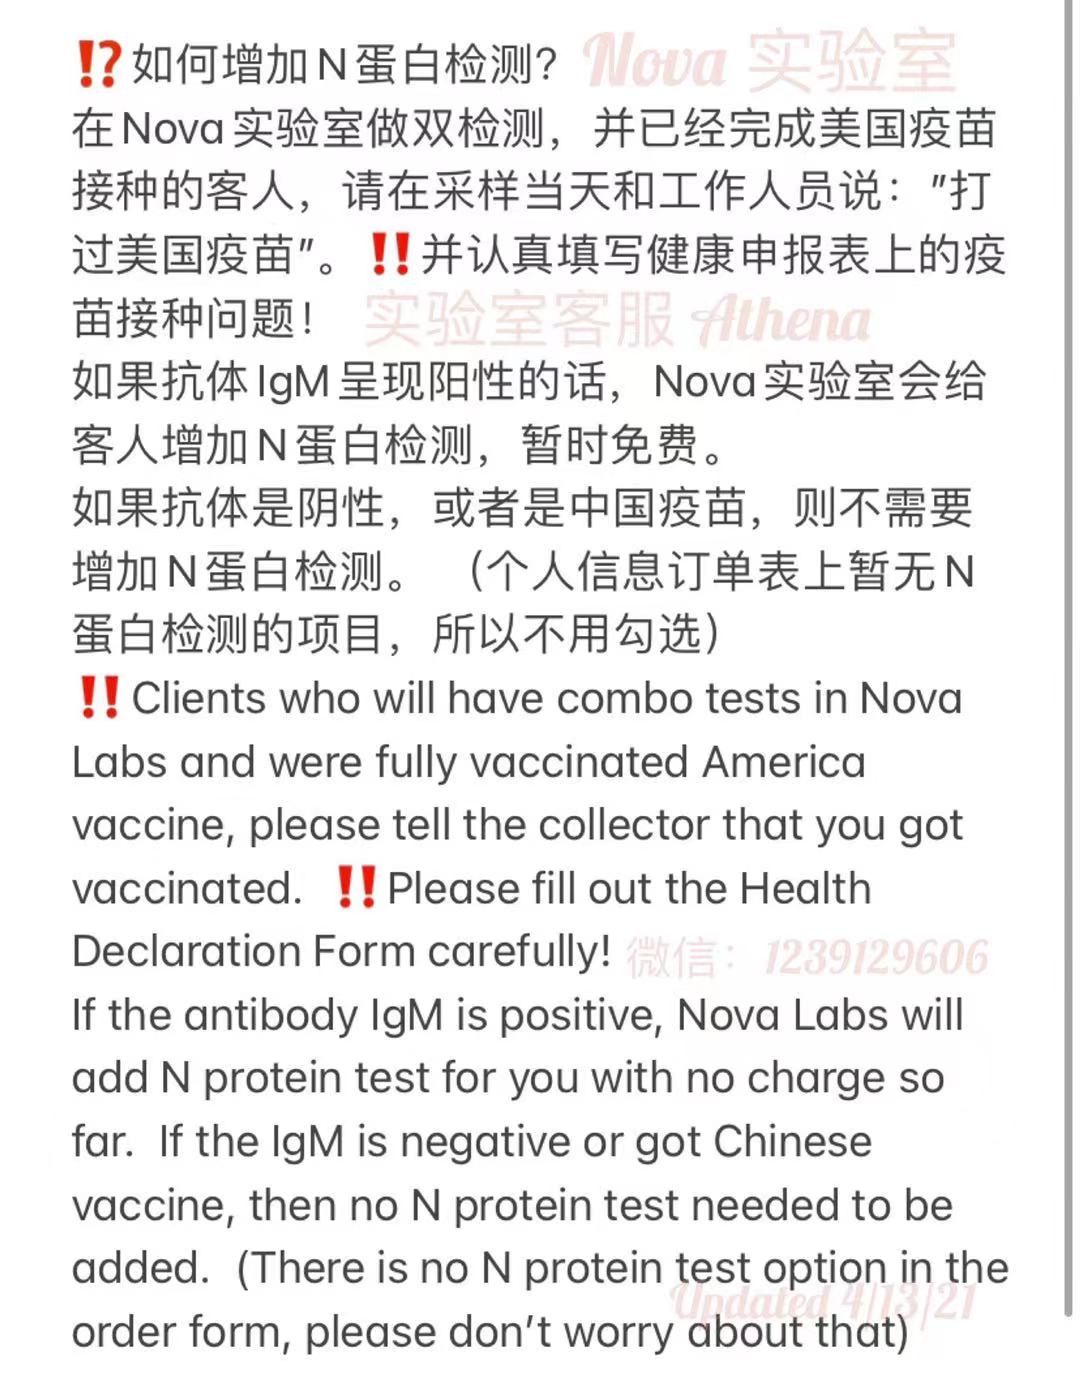 ⁉️如何增加N蛋白检测? Nova 实验室
在Nova实验室做双检测，并已经完成美国疫苗
接种的客人，请在采样当天和工作人员说："打
过美国疫苗"。‼️并认真填写健康申报表上的疫
苗接种问题！ 实验室客服 Athena
如果抗体IgM呈现阳性的话，Nova实验室会给
客人增加N蛋白检测，暂时免费。
如果抗体是阴性，或者是中国疫苗，则不需要
增加N蛋白检测。（个人信息订单表上暂无N
蛋白检测的项目，所以不用勾选）
‼️Clients who will have combo tests in Nova
Labs and were fully vaccinated America
vaccine, please tell the collector that you got
vaccinated. ‼️Please fill out the Health
Declaration Form carefully! 微信：1239129606
If the antibody IgM is positive, Nova Labs will
add N protein test for you with no charge so
far. If the IgM is negative or got Chinese
vaccine, then no N protein test needed to be
added. (There is no N protein test option in the
Updated 4/13/21
order form, please don't worry about that)